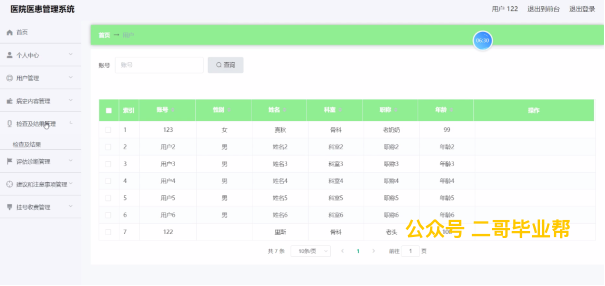 医院医患管理系统
用户 122 退出到前台 退出登录
首页
个人中心
用户管理
病史内容管理
检查及结果管理
检查及结果
评估诊断管理
建议和注意事项管理
挂号收费管理
首页 用户
06:30
账号 账号 查询
索引 账号 性别 姓名 科室 职称 年龄 操作
1 123 女 骨科 老奶奶 99
2 用户2 男 姓名2 科室2 职称2 年龄2
3 用户3 男 姓名3 科室3 职称3 年龄3
4 用户4 男 姓名4 科室4 职称4 年龄4
5 用户5 男 姓名5 科室5 职称5 年龄5
6 用户6 男 姓名6 科室6 职称6 年龄6
7 122 骨科 老头
共 7 条 10条/页 1 前往 1 页
公众号 二哥毕业帮